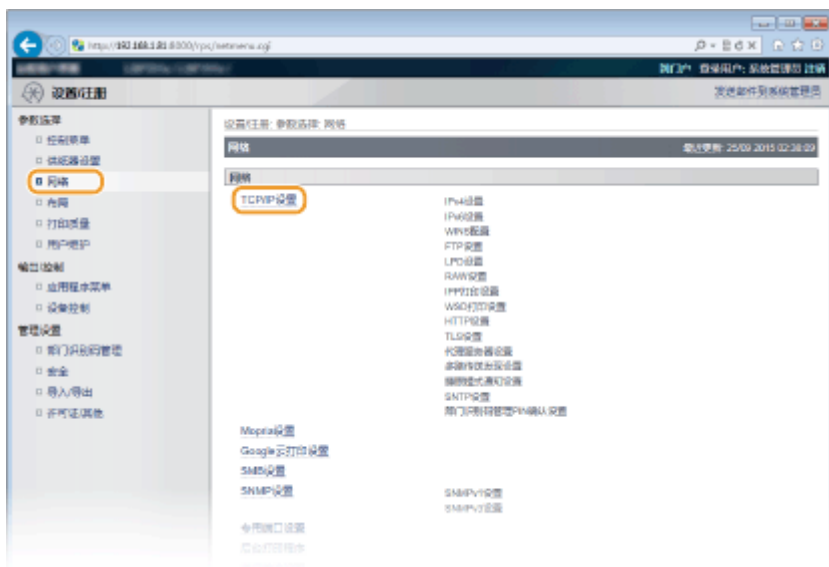 http://192.168.1.81:8000/rps/netmenu.cgi
到门户 登录用户: 系统管理员 注销
设置/注册
发送邮件到系统管理员
参数选择
控制菜单
供纸器设置
网络
布局
打印质量
用户维护
输出/控制
应用程序菜单
设备控制
管理设置
部门识别码管理
安全
导入/导出
许可证/其他
设置/注册: 参数选择: 网络
网络
最近更新: 25/09 2015 02:38:09
网络
TCP/IP设置
IPv4设置
IPv6设置
WINS配置
FTP设置
LPD设置
RAW设置
IPP打印设置
WSD打印设置
HTTP设置
TLS设置
代理服务器设置
多播传送发现设置
睡眠模式通知设置
SNTP设置
部门识别码管理PIN确认设置
Mopria设置
Google云打印设置
SMB设置
SNMP设置
SNMPv1设置
SNMPv3设置
专用端口设置